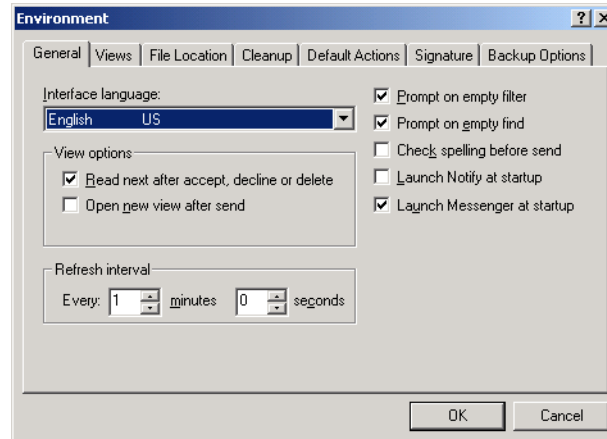 Environment
General Views File Location Cleanup Default Actions Signature Backup Options
Interface language:
English US
View options
Read next after accept, decline or delete
Open new view after send
Refresh interval
Every: 1 minutes 0 seconds
Prompt on empty filter
Prompt on empty find
Check spelling before send
Launch Notify at startup
Launch Messenger at startup
OK Cancel